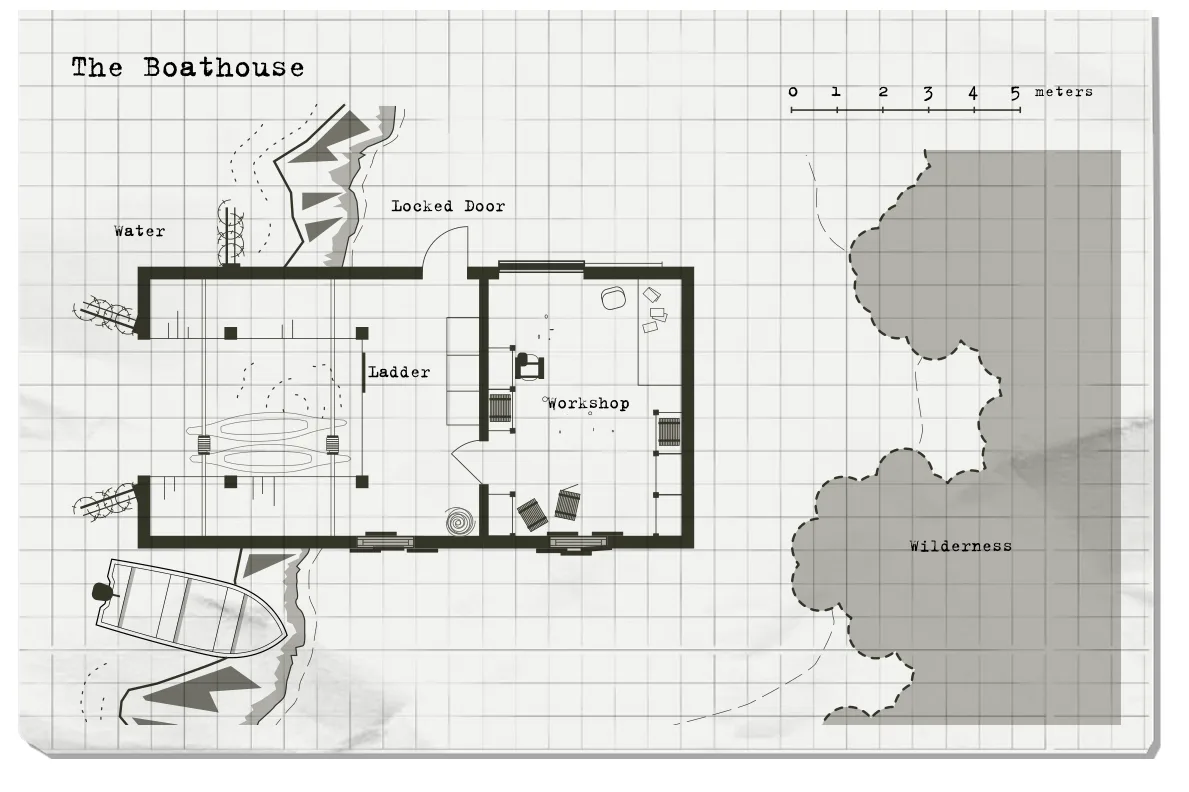 The Boathouse
0 1 2 3 4 5 meters
Locked Door
Water
Ladder
Workshop
Wilderness